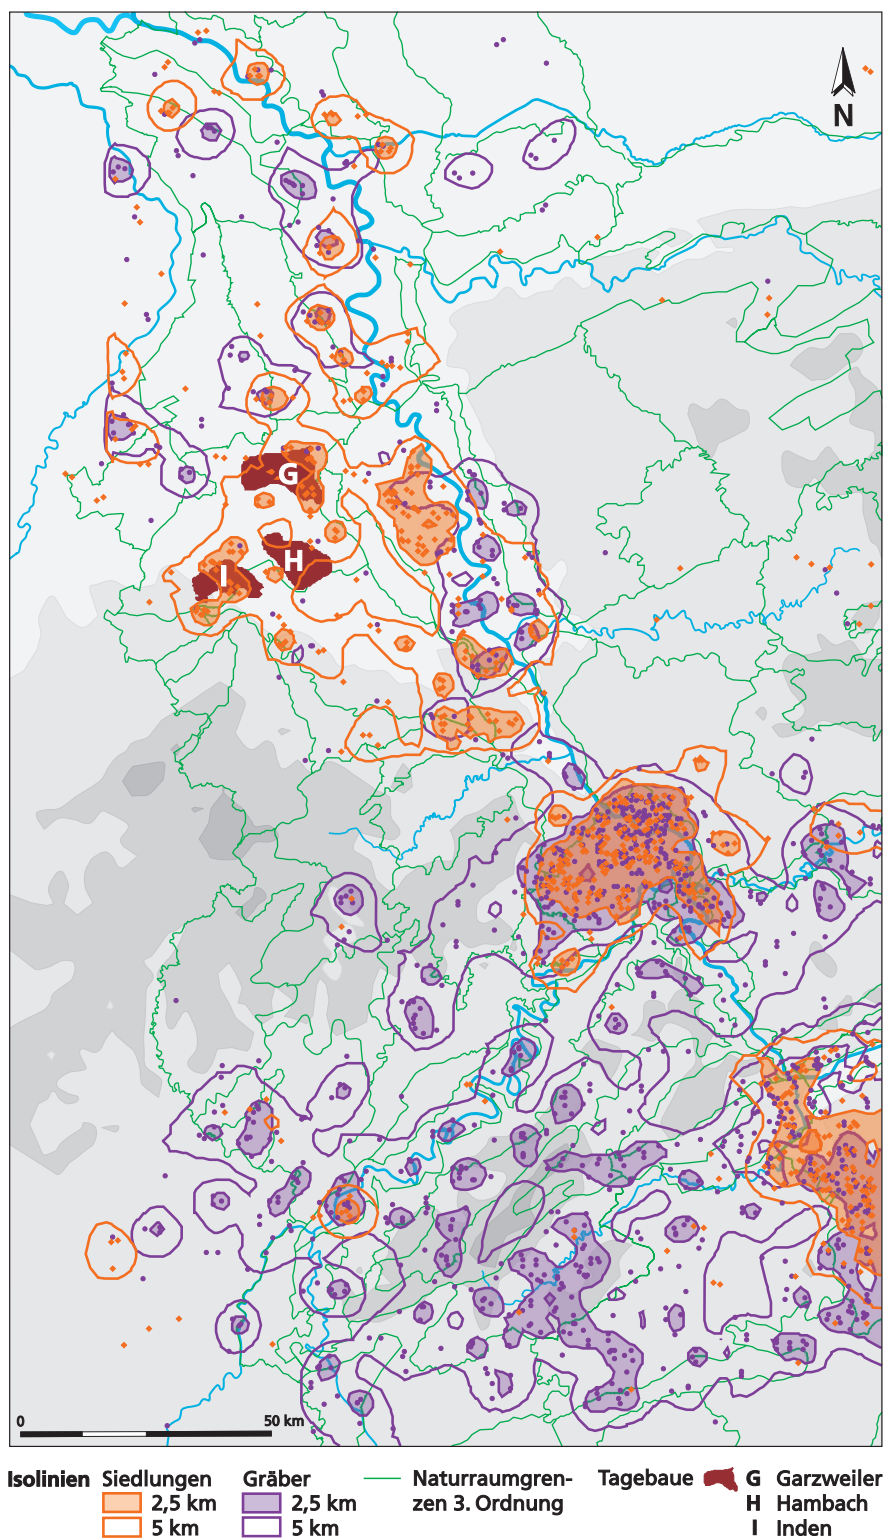 N
G
H
I
0
50 km
Isolinien Siedlungen Gräber Naturraumgren- Tagebaue G Garzweiler
2,5 km 2,5 km zen 3. Ordnung H Hambach
5 km 5 km I Inden